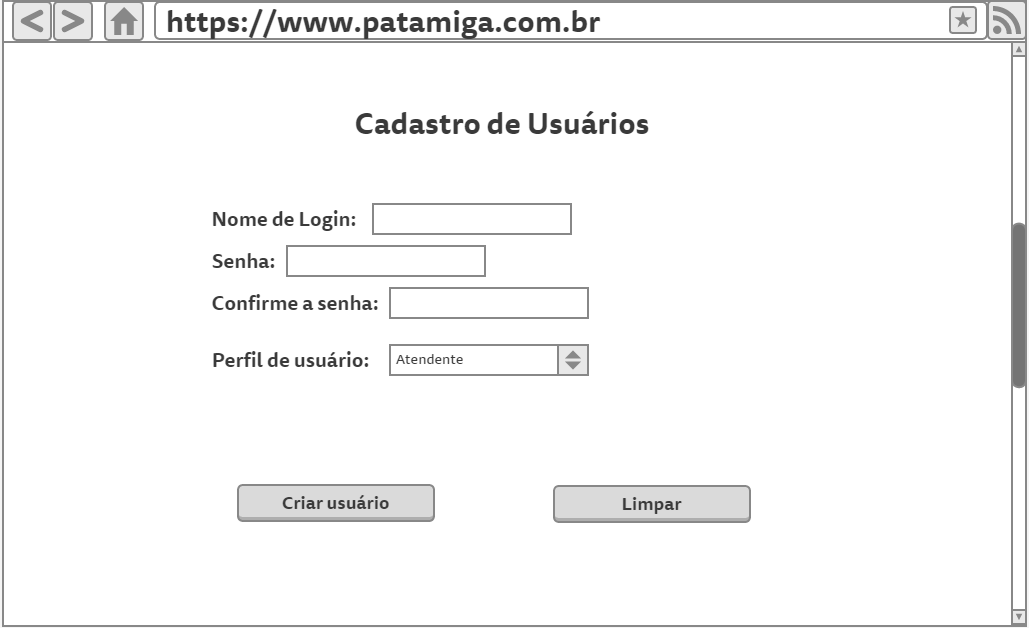 https://www.patamiga.com.br
Cadastro de Usuários
Nome de Login:
Senha:
Confirme a senha:
Perfil de usuário: Atendente
Criar usuário Limpar